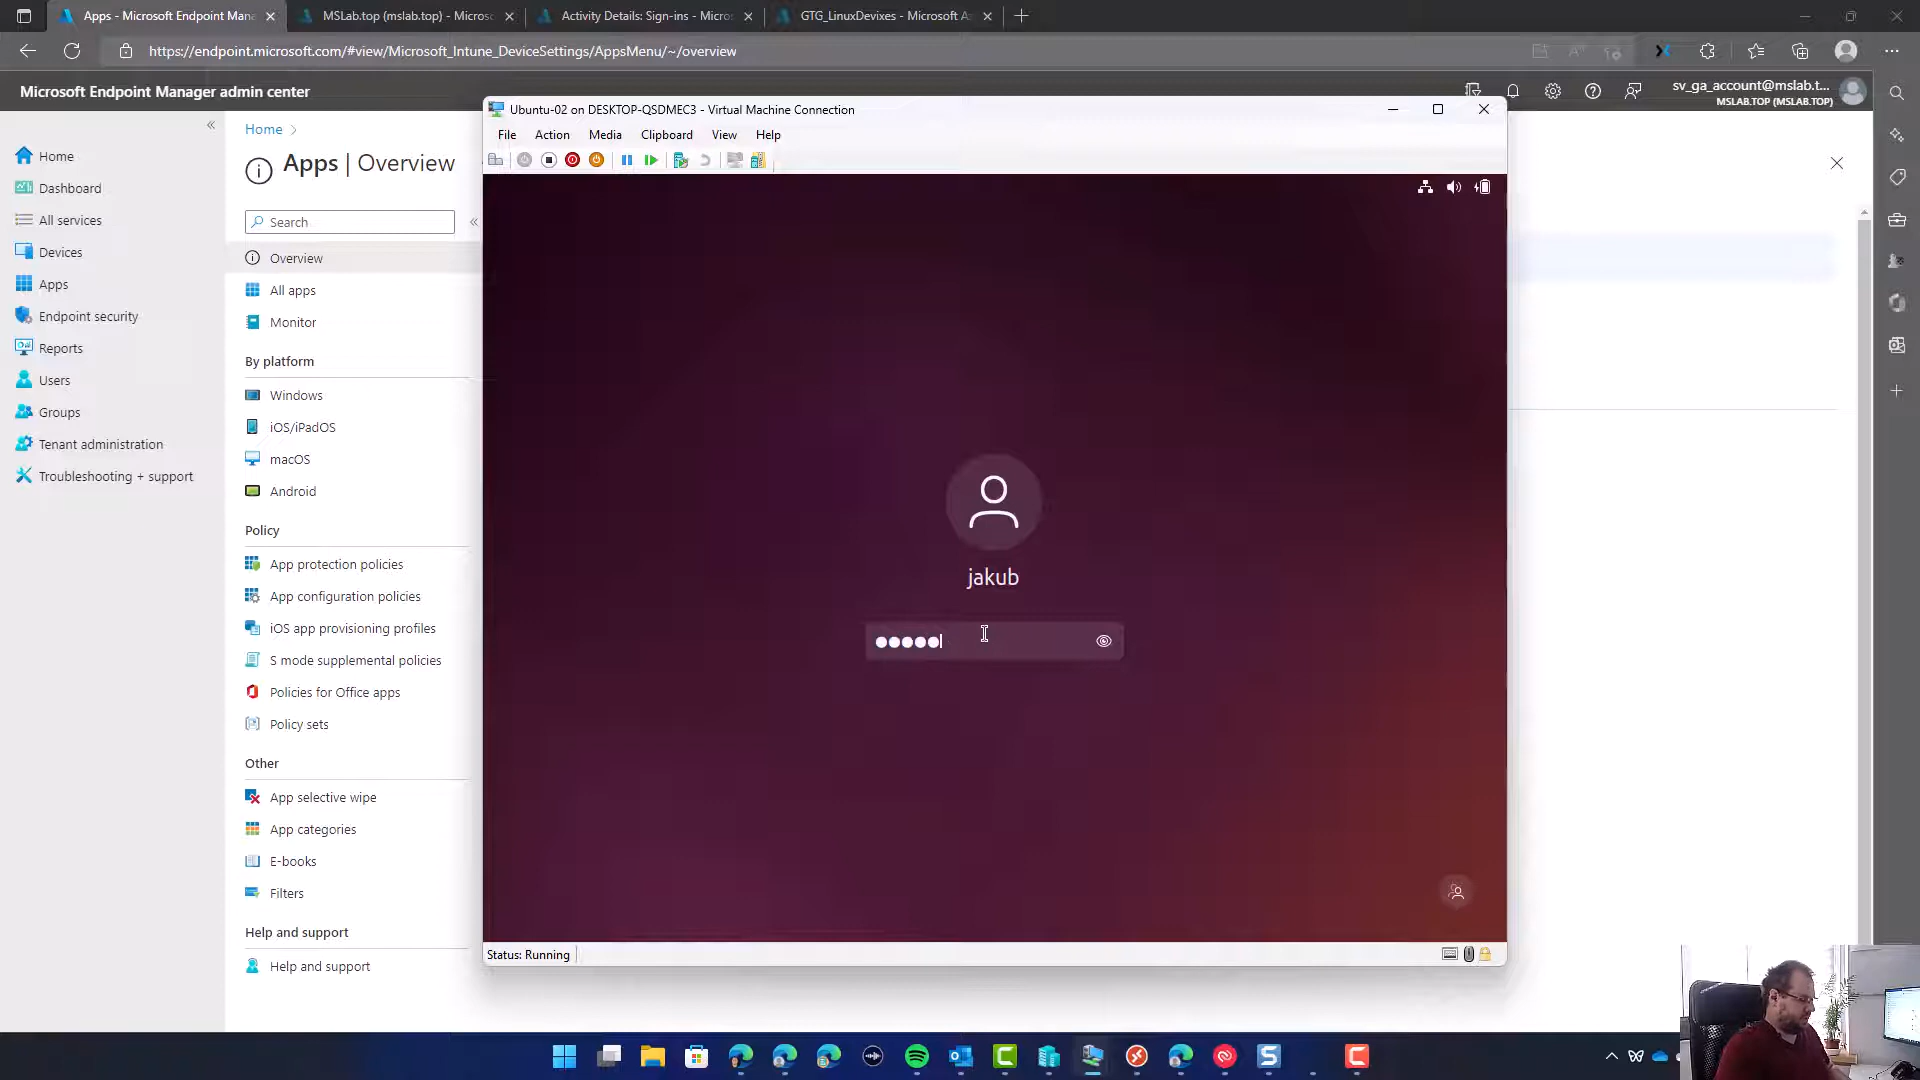 Apps - Microsoft Endpoint Mana
MSLab.top (mslab.top) - Microso
Activity Details: Sign-ins - Micros
GTG_LinuxDevixes - Microsoft A
https://endpoint.microsoft.com/#view/Microsoft_Intune_DeviceSettings/AppsMenu/~/overview
Microsoft Endpoint Manager admin center
sv_ga_account@mslab.t...
MSLAB.TOP (MSLAB.TOP)
Home
Dashboard
All services
Devices
Apps
Endpoint security
Reports
Users
Groups
Tenant administration
Troubleshooting + support
Home
Apps | Overview
Search
Overview
All apps
Monitor
By platform
Windows
iOS/iPadOS
macOS
Android
Policy
App protection policies
App configuration policies
iOS app provisioning profiles
S mode supplemental policies
Policies for Office apps
Policy sets
Other
App selective wipe
App categories
E-books
Filters
Help and support
Help and support
Ubuntu-02 on DESKTOP-QSDMEC3 - Virtual Machine Connection
File Action Media Clipboard View Help
jakub
Status: Running